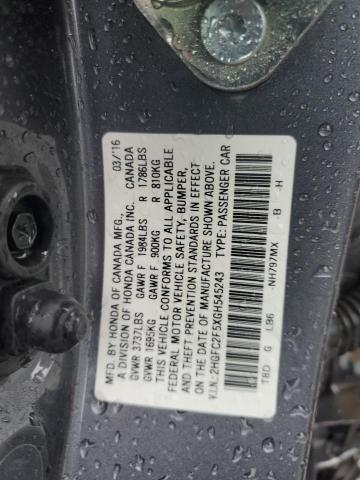 MFD. BY HONDA OF CANADA MFG., 03/16
A DIVISION OF HONDA CANADA INC. CANADA
GVWR 3737LBS GAWR F 1984LBS R 1786LBS
GVWR 1695KG GAWR F 900KG R 810KG
THIS VEHICLE CONFORMS TO ALL APPLICABLE
FEDERAL MOTOR VEHICLE SAFETY, BUMPER,
AND THEFT PREVENTION STANDARDS IN EFFECT
ON THE DATE OF MANUFACTURE SHOWN ABOVE.
V.I.N.:2HGFC2F5XGH545243 TYPE:PASSENGER CAR
TBD G LB6 -NH797MX -B -H